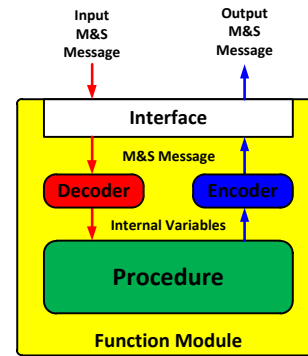 Input
M&S
Message
Output
M&S
Message
Interface
M&S Message
Decoder
Encoder
Internal Variables
Procedure
Function Module